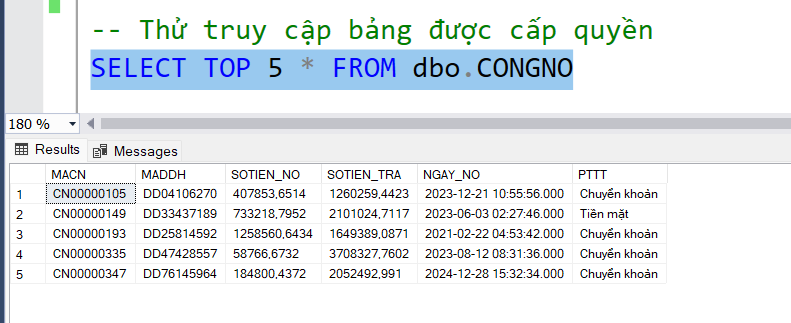 -- Thử truy cập bảng được cấp quyền
SELECT TOP 5 * FROM dbo.CONGNO
180 %
Results Messages
MACN MADDH SOTIEN_NO SOTIEN_TRA NGAY_NO PTTT
1 CN00000105 DD04106270 407853,6514 1260259,4423 2023-12-21 10:55:56.000 Chuyển khoản
2 CN00000149 DD33437189 733218,7952 2101024,7117 2023-06-03 02:27:46.000 Tiền mặt
3 CN00000193 DD25814592 1258560,6434 1649389,0871 2021-02-22 04:53:42.000 Chuyển khoản
4 CN00000335 DD47428557 58766,6732 3708327,7602 2023-08-12 08:31:36.000 Chuyển khoản
5 CN00000347 DD76145964 184800,4372 2052492,991 2024-12-28 15:32:34.000 Chuyển khoản